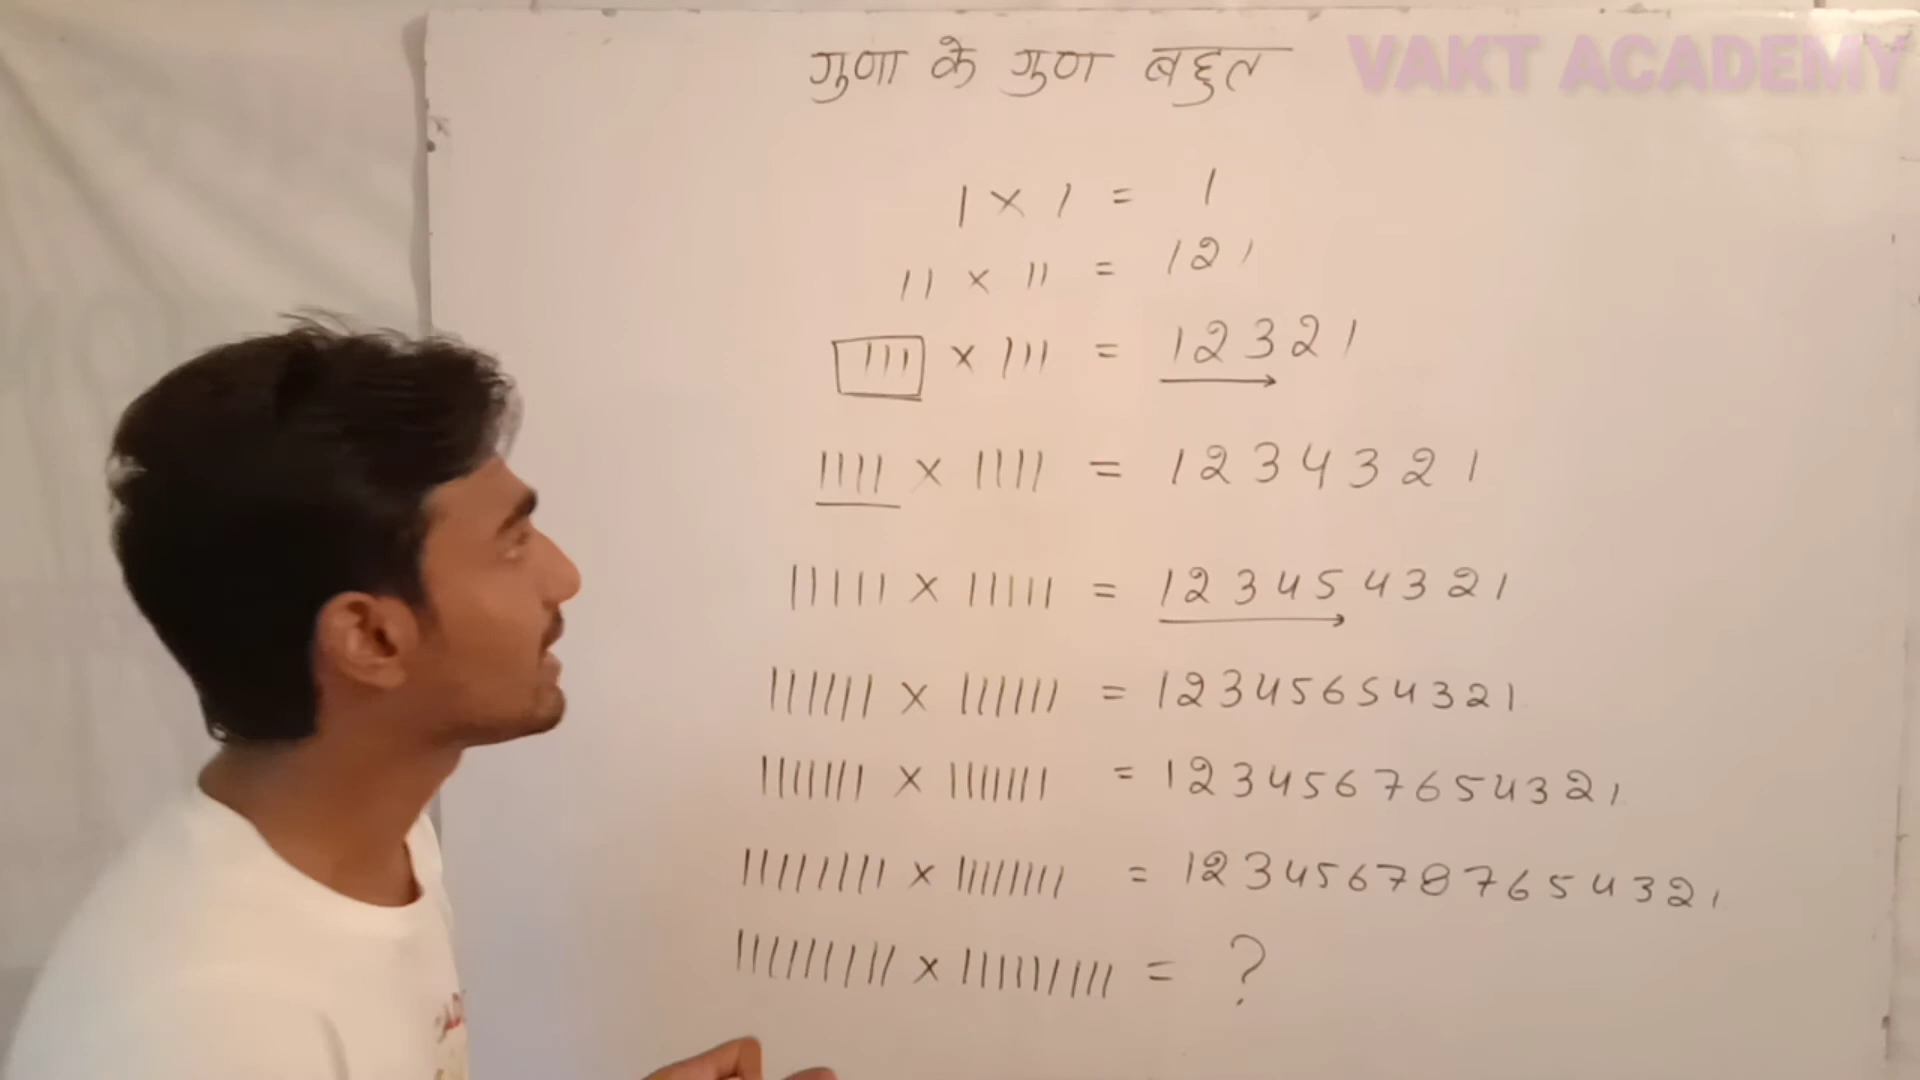 गुणा के गुण बहुत
VAKT ACADEMY
1 × 1 = 1
11 × 11 = 121
111 × 111 = 12321
1111 × 1111 = 1234321
11111 × 11111 = 123454321
111111 × 111111 = 12345654321
1111111 × 1111111 = 1234567654321
11111111 × 11111111 = 123456787654321
111111111 × 111111111 = ?